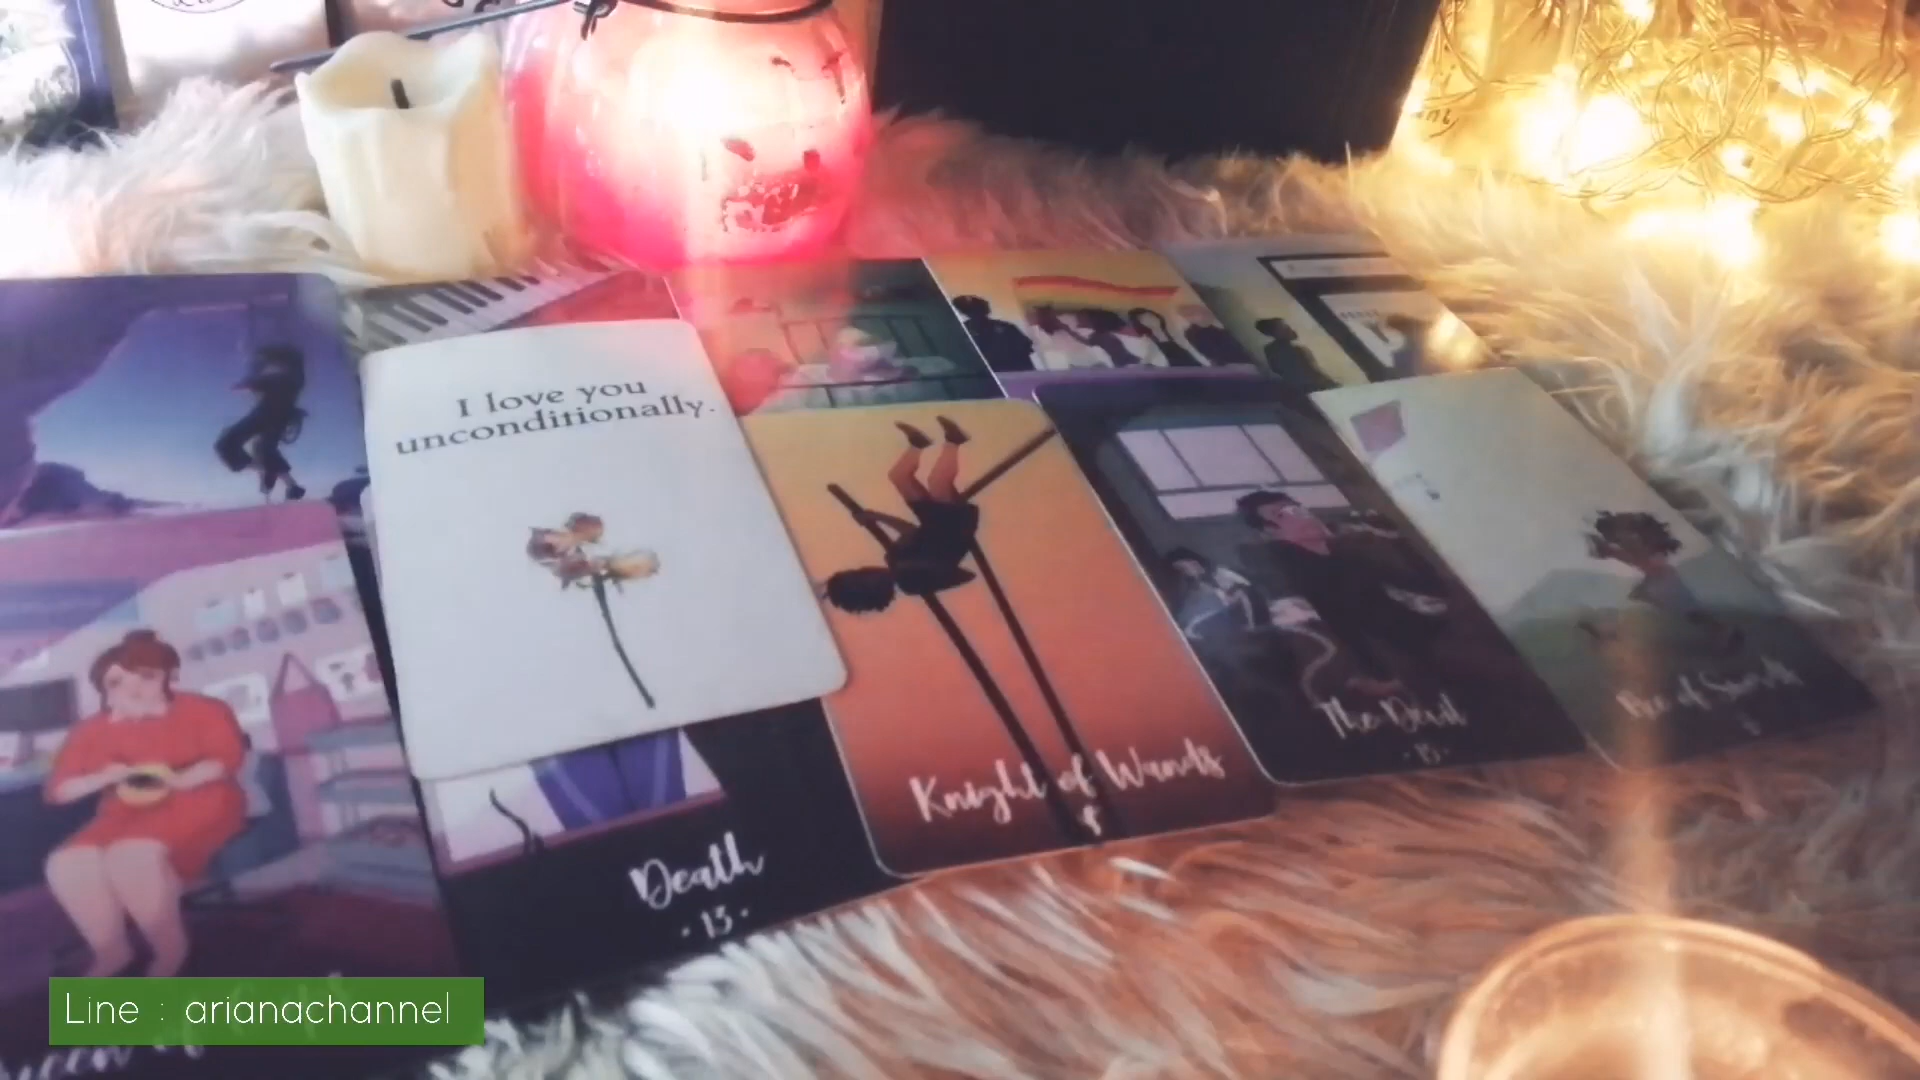 I love you
unconditionally.
Knight of Wands
The Devil
· 15 ·
Death
· 13 ·
Line : arianachannel